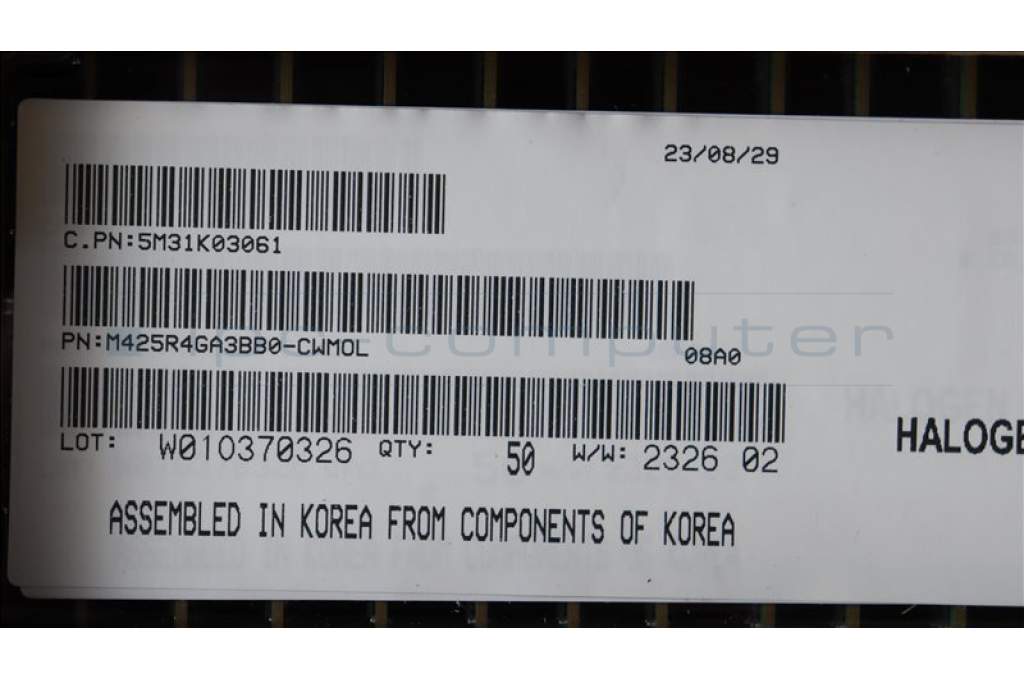 23/08/29
C.PN:5M31K03061
PN:M425R4GA3BB0-CWMOL
08A0
LOT: W010370326 QTY: 50 W/W: 2326 02
HALOGE
ASSEMBLED IN KOREA FROM COMPONENTS OF KOREA
computer